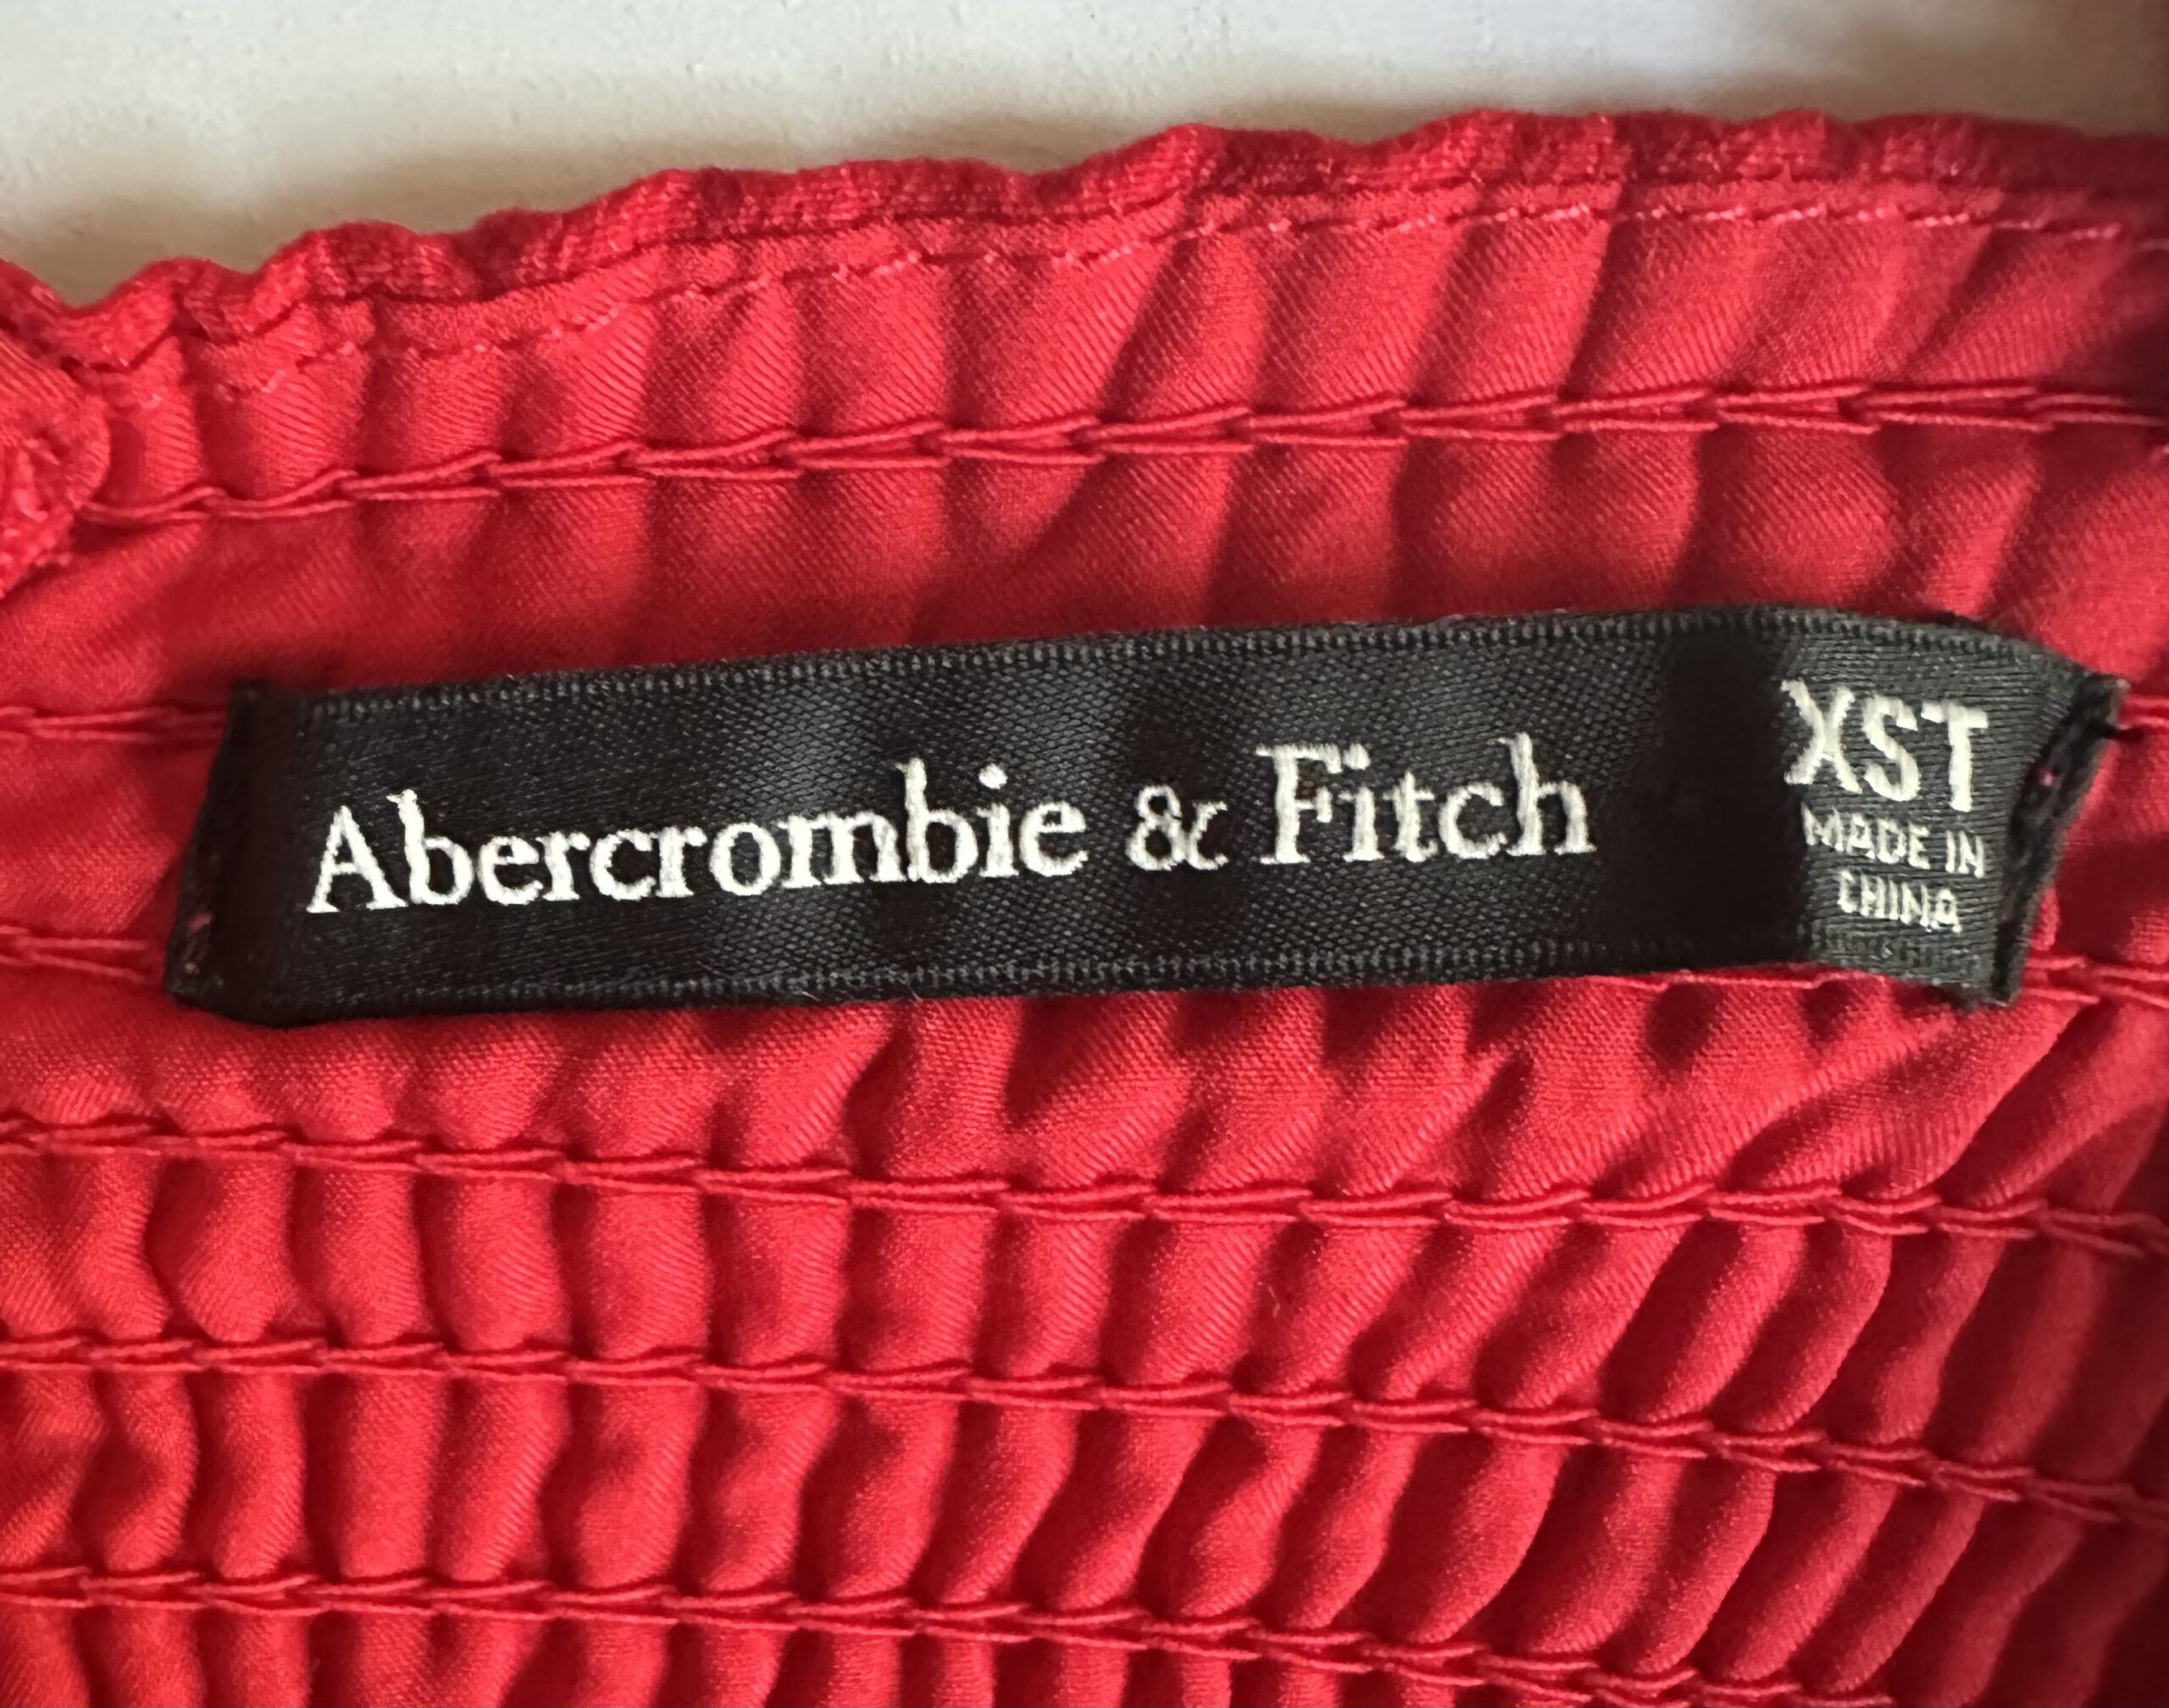 Abercrombie & Fitch
XST
MADE IN
CHINA